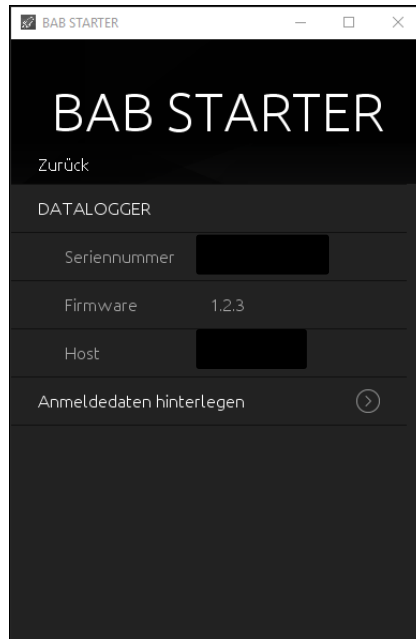 BAB STARTER
BAB STARTER
Zurück
DATALOGGER
Seriennummer
Firmware 1.2.3
Host
Anmeldedaten hinterlegen